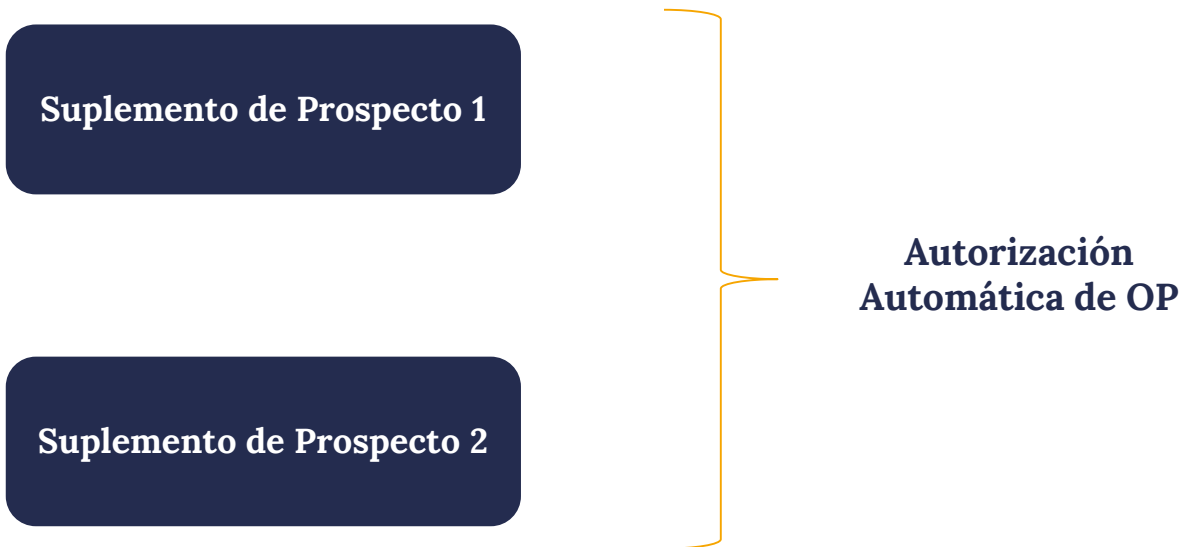 Suplemento de Prospecto 1
Autorización
Automática de OP
Suplemento de Prospecto 2